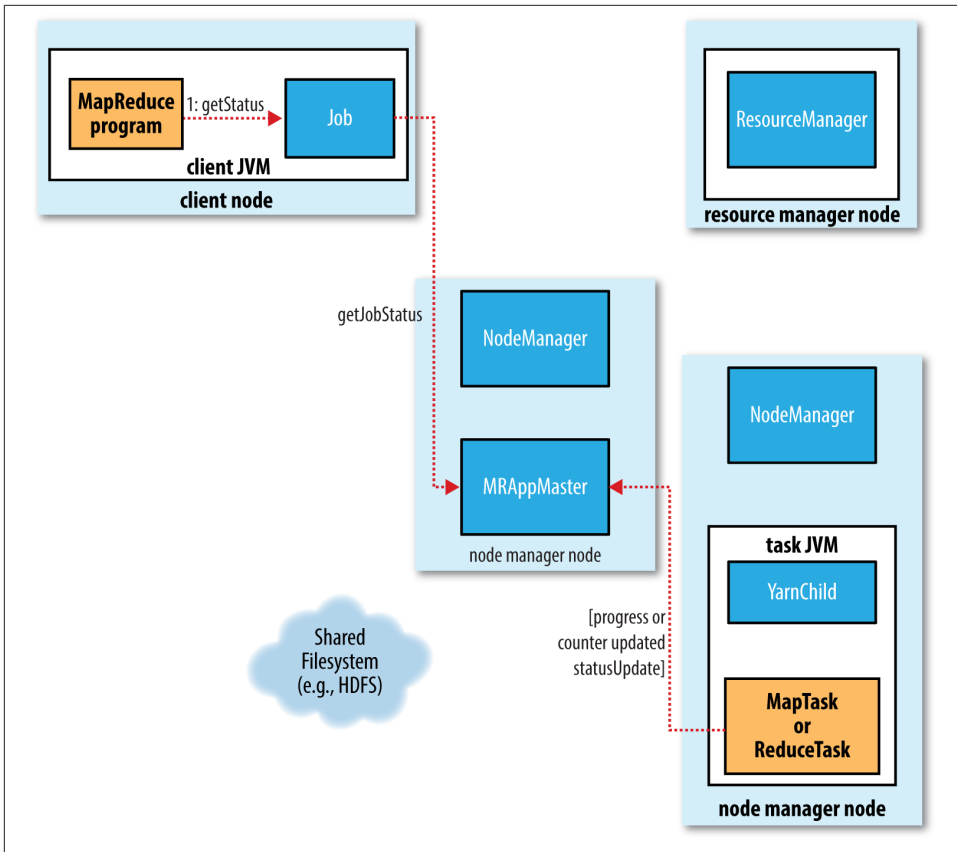 MapReduce
program
1: getStatus
Job
client JVM
client node
ResourceManager
resource manager node
getJobStatus
NodeManager
MRAppMaster
node manager node
NodeManager
task JVM
YarnChild
MapTask
or
ReduceTask
node manager node
[progress or
counter updated
statusUpdate]
Shared
Filesystem
(e.g., HDFS)